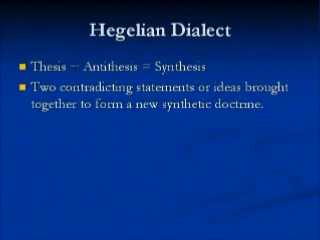 Hegelian Dialect
Thesis – Antithesis = Synthesis
Two contradicting statements or ideas brought
together to form a new synthetic doctrine.